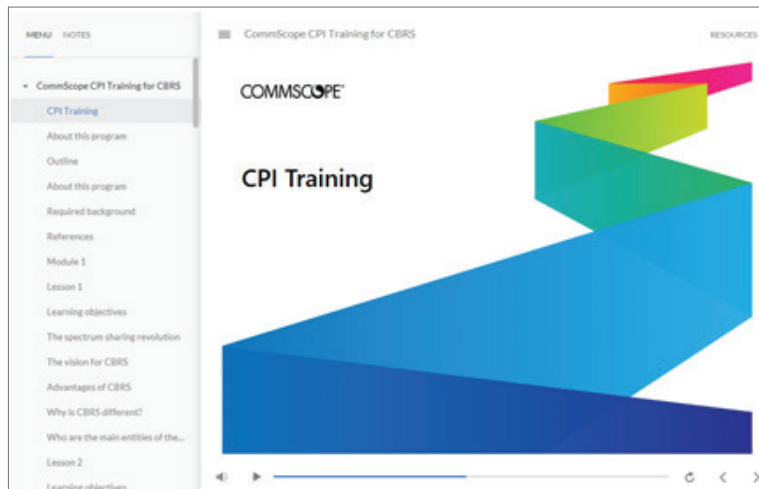 MENU NOTES
CommScope CPI Training for CBRS
RESOURCES
CommScope CPI Training for CBRS
CPI Training
About this program
Outline
About this program
Required background
References
Module 1
Lesson 1
Learning objectives
The spectrum sharing revolution
The vision for CBRS
Advantages of CBRS
Why is CBRS different?
Who are the main entities of the...
Lesson 2
Learning objectives
COMMSCOPE®
CPI Training